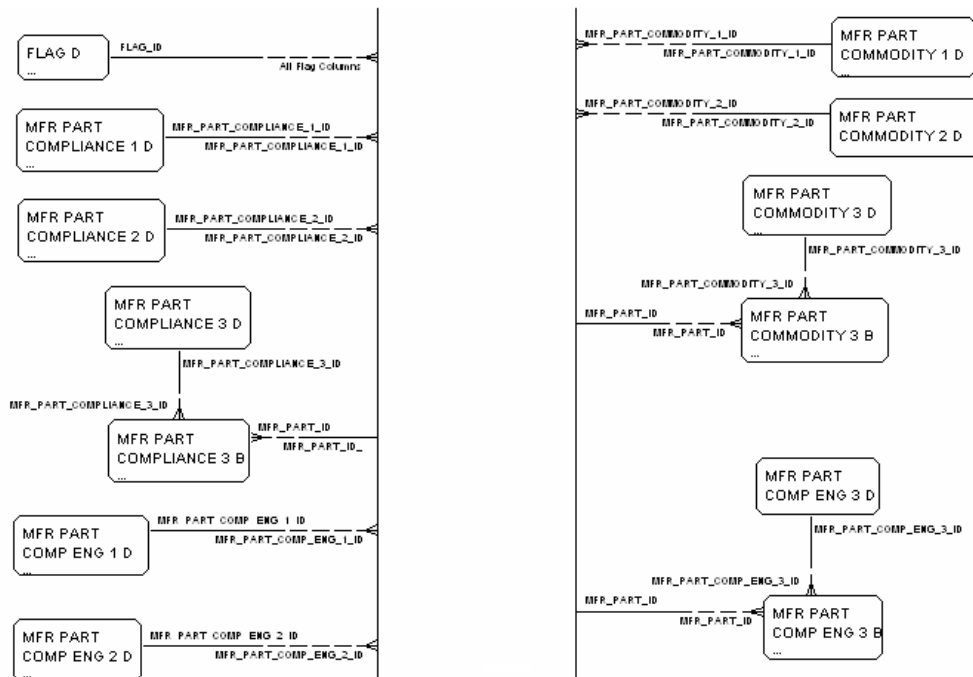 FLAG D
...
FLAG_ID
All Flag Columns
MFR PART
COMPLIANCE 1 D
...
MFR_PART_COMPLIANCE_1_ID
MFR_PART_COMPLIANCE_1_ID
MFR PART
COMPLIANCE 2 D
...
MFR_PART_COMPLIANCE_2_ID
MFR_PART_COMPLIANCE_2_ID
MFR PART
COMPLIANCE 3 D
...
MFR_PART_COMPLIANCE_3_ID
MFR_PART_COMPLIANCE_3_ID
MFR PART
COMPLIANCE 3 B
...
MFR_PART_ID
MFR_PART_ID_
MFR PART
COMP ENG 1 D
...
MFR PART COMP ENG 1 ID
MFR_PART_COMP_ENG_1_ID
MFR PART
COMP ENG 2 D
...
MFR PART COMP ENG 2 ID
MFR_PART_COMP_ENG_2_ID
MFR_PART_COMMODITY_1_ID
MFR_PART_COMMODITY_1_ID
MFR PART
COMMODITY 1 D
...
MFR_PART_COMMODITY_2_ID
MFR_PART_COMMODITY_2_ID
MFR PART
COMMODITY 2 D
MFR PART
COMMODITY 3 D
...
MFR_PART_COMMODITY_3_ID
MFR_PART_COMMODITY_3_ID
MFR_PART_ID
MFR_PART_ID
MFR PART
COMMODITY 3 B
...
MFR PART
COMP ENG 3 D
MFR_PART_COMP_ENG_3_ID
MFR_PART_COMP_ENG_3_ID
MFR_PART_ID
MFR_PART_ID
MFR PART
COMP ENG 3 B
...